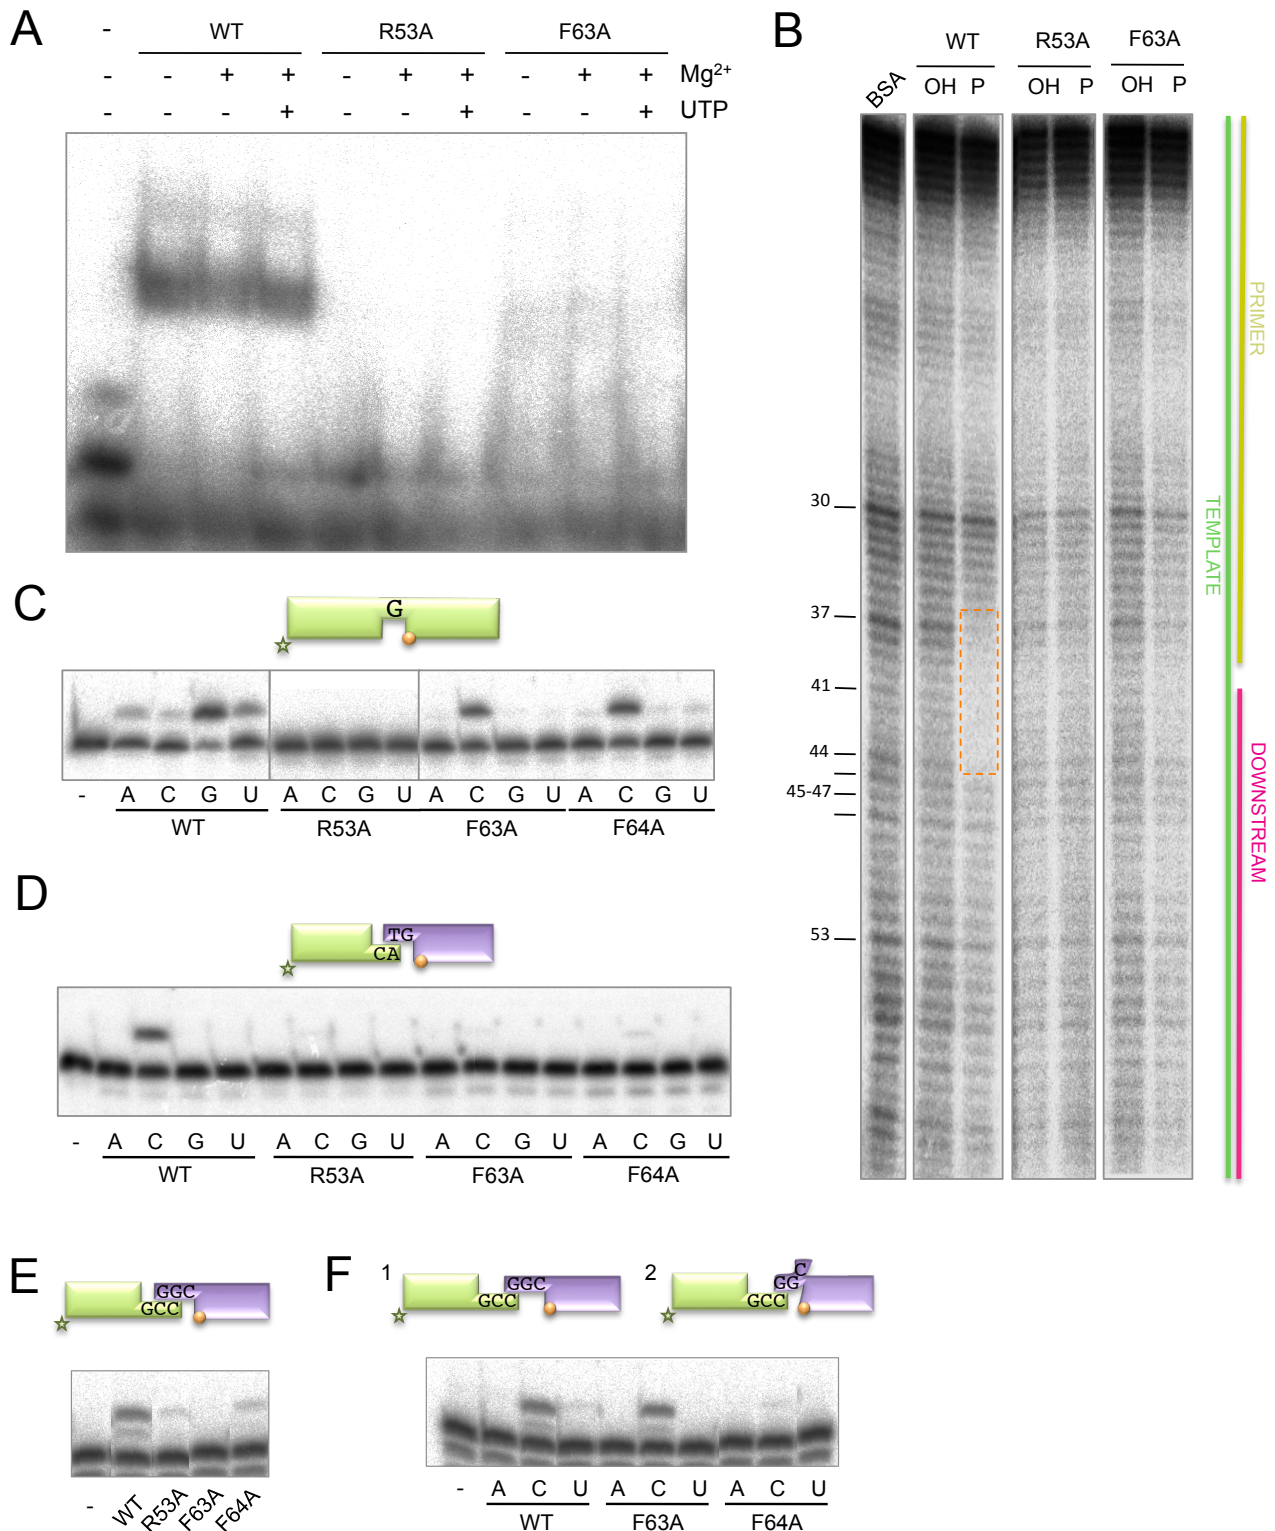 A
- WT R53A F63A
- - + + - + + - + + Mg2+
- - - + - - + - - + UTP
B
WT R53A F63A
BSA OH P OH P OH P
30
37
41
44
45-47
53
TEMPLATE
PRIMER
DOWNSTREAM
C
G
- A C G U A C G U A C G U A C G U
WT R53A F63A F64A
D
TG
CA
- A C G U A C G U A C G U A C G U
WT R53A F63A F64A
E
GGC
GCC
- WT R53A F63A F64A
F
1 2
GGC
GCC
C
GG
GCC
- A C U A C U A C U
WT F63A F64A